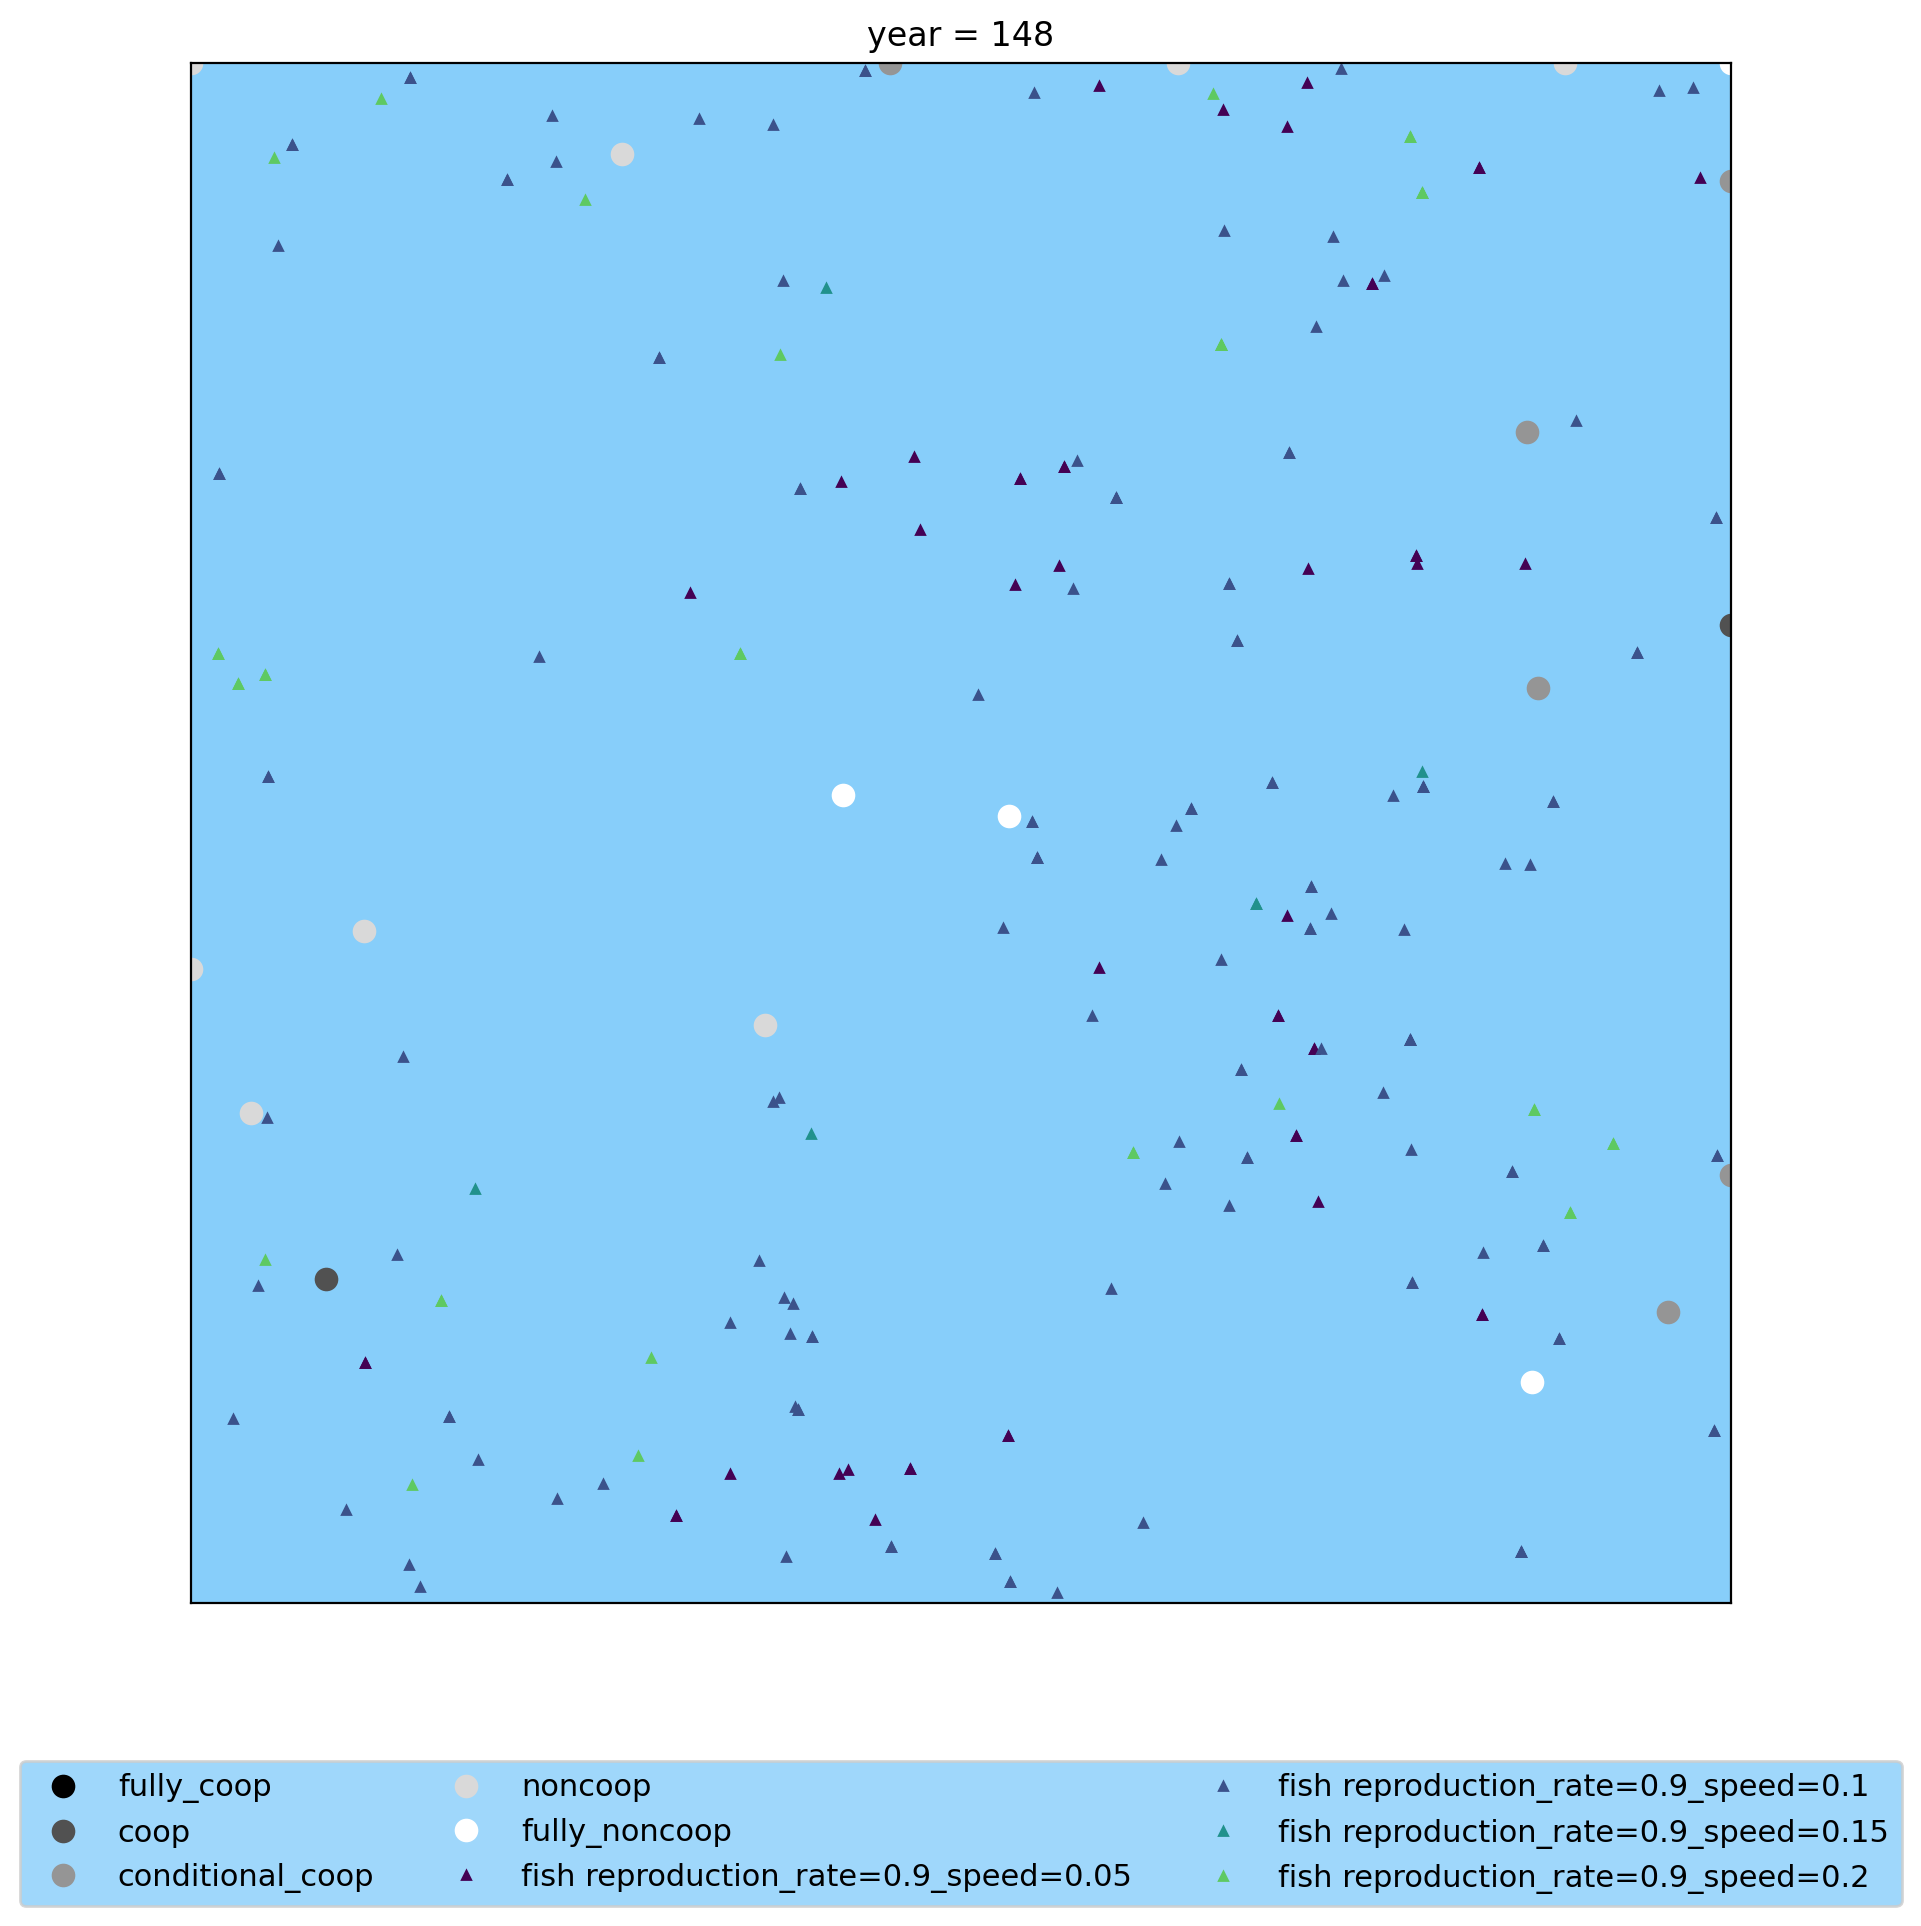 year = 148
fully_coop
coop
conditional_coop
noncoop
fully_noncoop
fish reproduction_rate=0.9_speed=0.05
fish reproduction_rate=0.9_speed=0.1
fish reproduction_rate=0.9_speed=0.15
fish reproduction_rate=0.9_speed=0.2